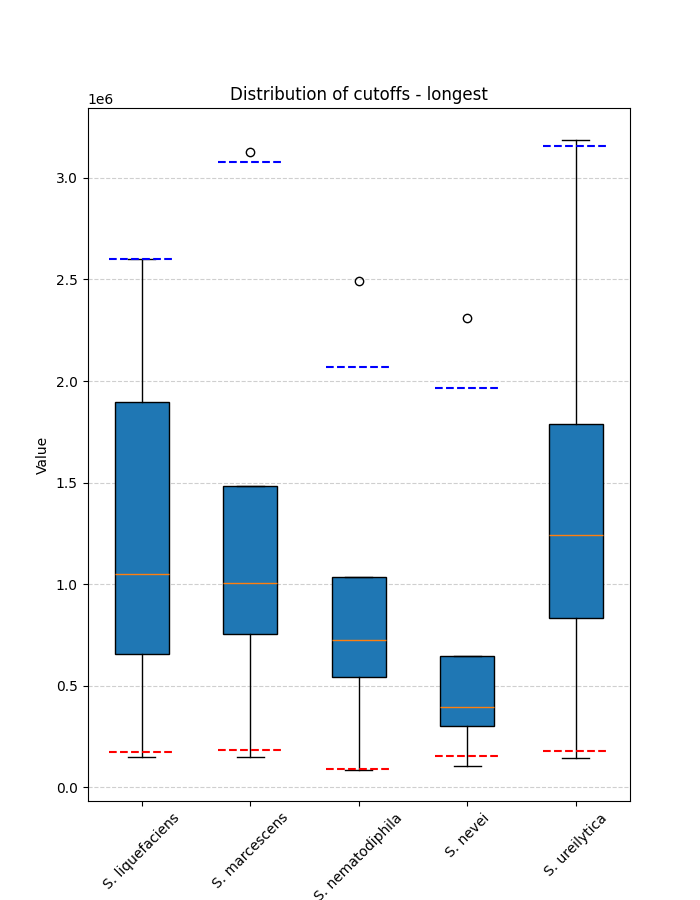 Distribution of cutoffs - longest
1e6
3.0
2.5
2.0
1.5
1.0
0.5
0.0
Value
S. liquefaciens
S. marcescens
S. nematodiphila
S. nevei
S. ureilytica